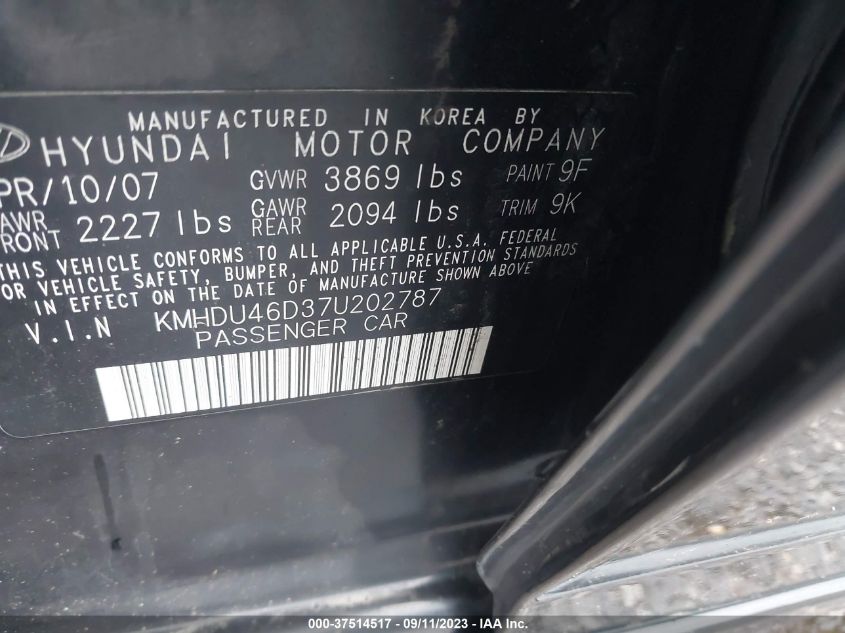 MANUFACTURED IN KOREA BY
HYUNDAI MOTOR COMPANY
PR/10/07 GVWR 3869 lbs PAINT 9F
GAWR REAR 2094 lbs TRIM 9K
AWR RONT 2227 lbs
THIS VEHICLE CONFORMS TO ALL APPLICABLE U.S.A. FEDERAL
OR VEHICLE SAFETY, BUMPER, AND THEFT PREVENTION STANDARDS
IN EFFECT ON THE DATE OF MANUFACTURE SHOWN ABOVE
V.I.N KMHDU46D37U202787
PASSENGER CAR
000-37514517 - 09/11/2023 - IAAI.com